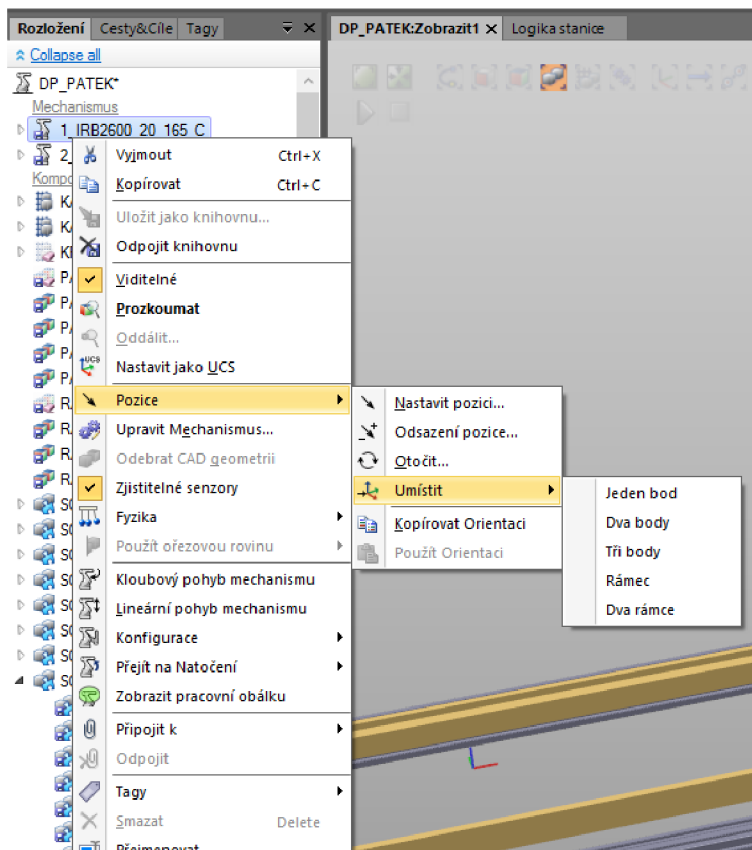 Rozložení Cesty&Cíle Tagy
DP_PATEK:Zobrazit1 Logika stanice
Collapse all
DP_PATEK*
Mechanismus
1_IRB2600_20_165_C
2_
Vyjmout Ctrl+X
Kopírovat Ctrl+C
Uložit jako knihovnu...
Odpojit knihovnu
Viditelné
Prozkoumat
Oddálit...
UCS Nastavit jako UCS
Pozice
Upravit Mechanismus...
Odebrat CAD geometrii
Zjistitelné senzory
Fyzika
Použít ořezovou rovinu
Kloubový pohyb mechanismu
Lineární pohyb mechanismu
Konfigurace
Přejít na Natočení
Zobrazit pracovní obálku
Připojit k
Odpojit
Tagy
Smazat Delete
Přejmenovat
Nastavit pozici...
Odsazení pozice...
Otočit...
Umístit
Kopírovat Orientaci
Použít Orientaci
Jeden bod
Dva body
Tři body
Rámec
Dva rámce